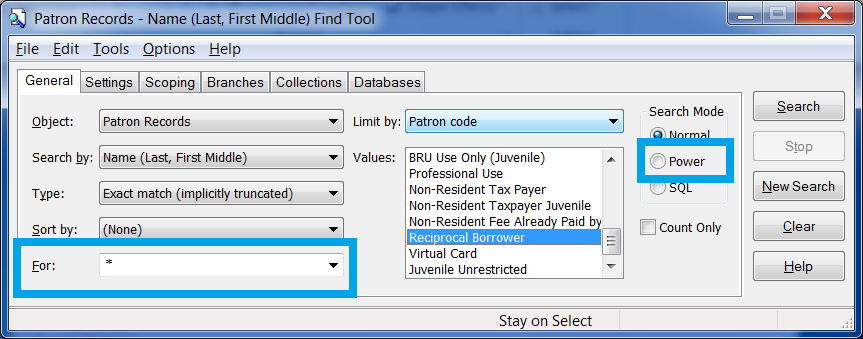 Patron Records - Name (Last, First Middle) Find Tool
File Edit Tools Options Help
General Settings Scoping Branches Collections Databases
Object: Patron Records
Search by: Name (Last, First Middle)
Type: Exact match (implicitly truncated)
Sort by: (None)
For: *
Limit by: Patron code
Values: BRU Use Only (Juvenile)
Professional Use
Non-Resident Tax Payer
Non-Resident Taxpayer Juvenile
Non-Resident Fee Already Paid by
Reciprocal Borrower
Virtual Card
Juvenile Unrestricted
Search Mode
Normal
Power
SQL
Count Only
Search
Stop
New Search
Clear
Help
Stay on Select